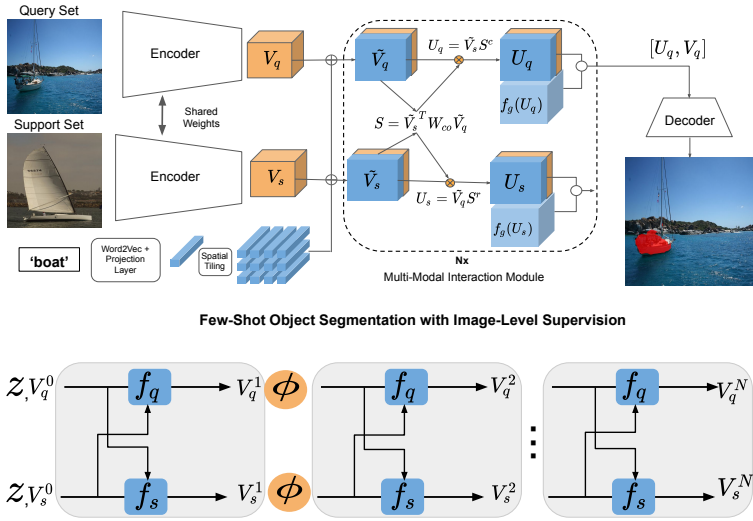 Query Set
Encoder
V_q
Ṽ_q
U_q = Ṽ_s S^c
U_q
f_g(U_q)
[U_q, V_q]
Shared
Weights
S = Ṽ_s^T W_co Ṽ_q
Decoder
Support Set
Encoder
V_s
Ṽ_s
U_s = Ṽ_q S^r
U_s
f_g(U_s)
'boat'
Word2Vec +
Projection
Layer
Spatial
Tiling
Nx
Multi-Modal Interaction Module
Few-Shot Object Segmentation with Image-Level Supervision
z, V_q^0
f_q
V_q^1
ϕ
f_q
V_q^2
f_q
V_q^N
z, V_s^0
f_s
V_s^1
ϕ
f_s
V_s^2
f_s
V_s^N